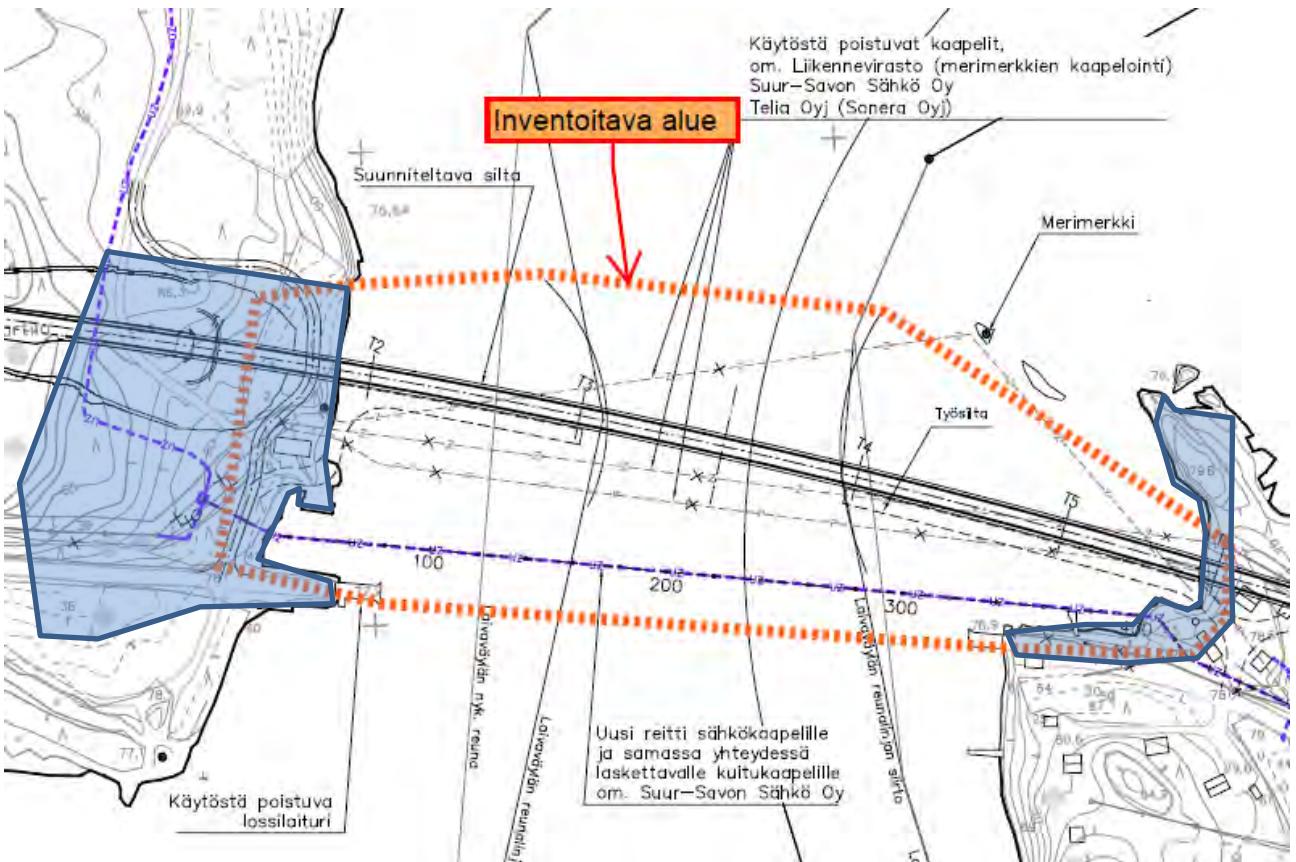 Käytöstä poistuvat kaapelit,
om. Liikennevirasto (merimerkkien kaapelointi)
Suur-Savon Sähkö Oy
Telia Oyj (Sonera Oyj)
Inventoitava alue
Suunniteltava silta
Merimerkki
T2
T3
Työsilta
T4
T5
100
200
300
76,9
Laivaväylän nyk. reuna
Laivaväylän reunalinjan siirto
Uusi reitti sähkökaapelille
ja samassa yhteydessä
laskettavalle kuitukaapelille
om. Suur-Savon Sähkö Oy
Käytöstä poistuva
lossilaituri